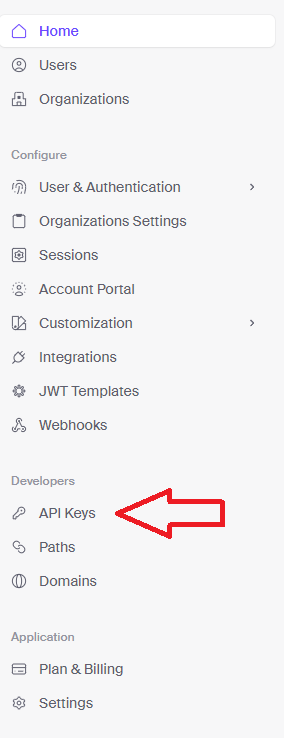 Home
Users
Organizations
Configure
User & Authentication
Organizations Settings
Sessions
Account Portal
Customization
Integrations
JWT Templates
Webhooks
Developers
API Keys
Paths
Domains
Application
Plan & Billing
Settings